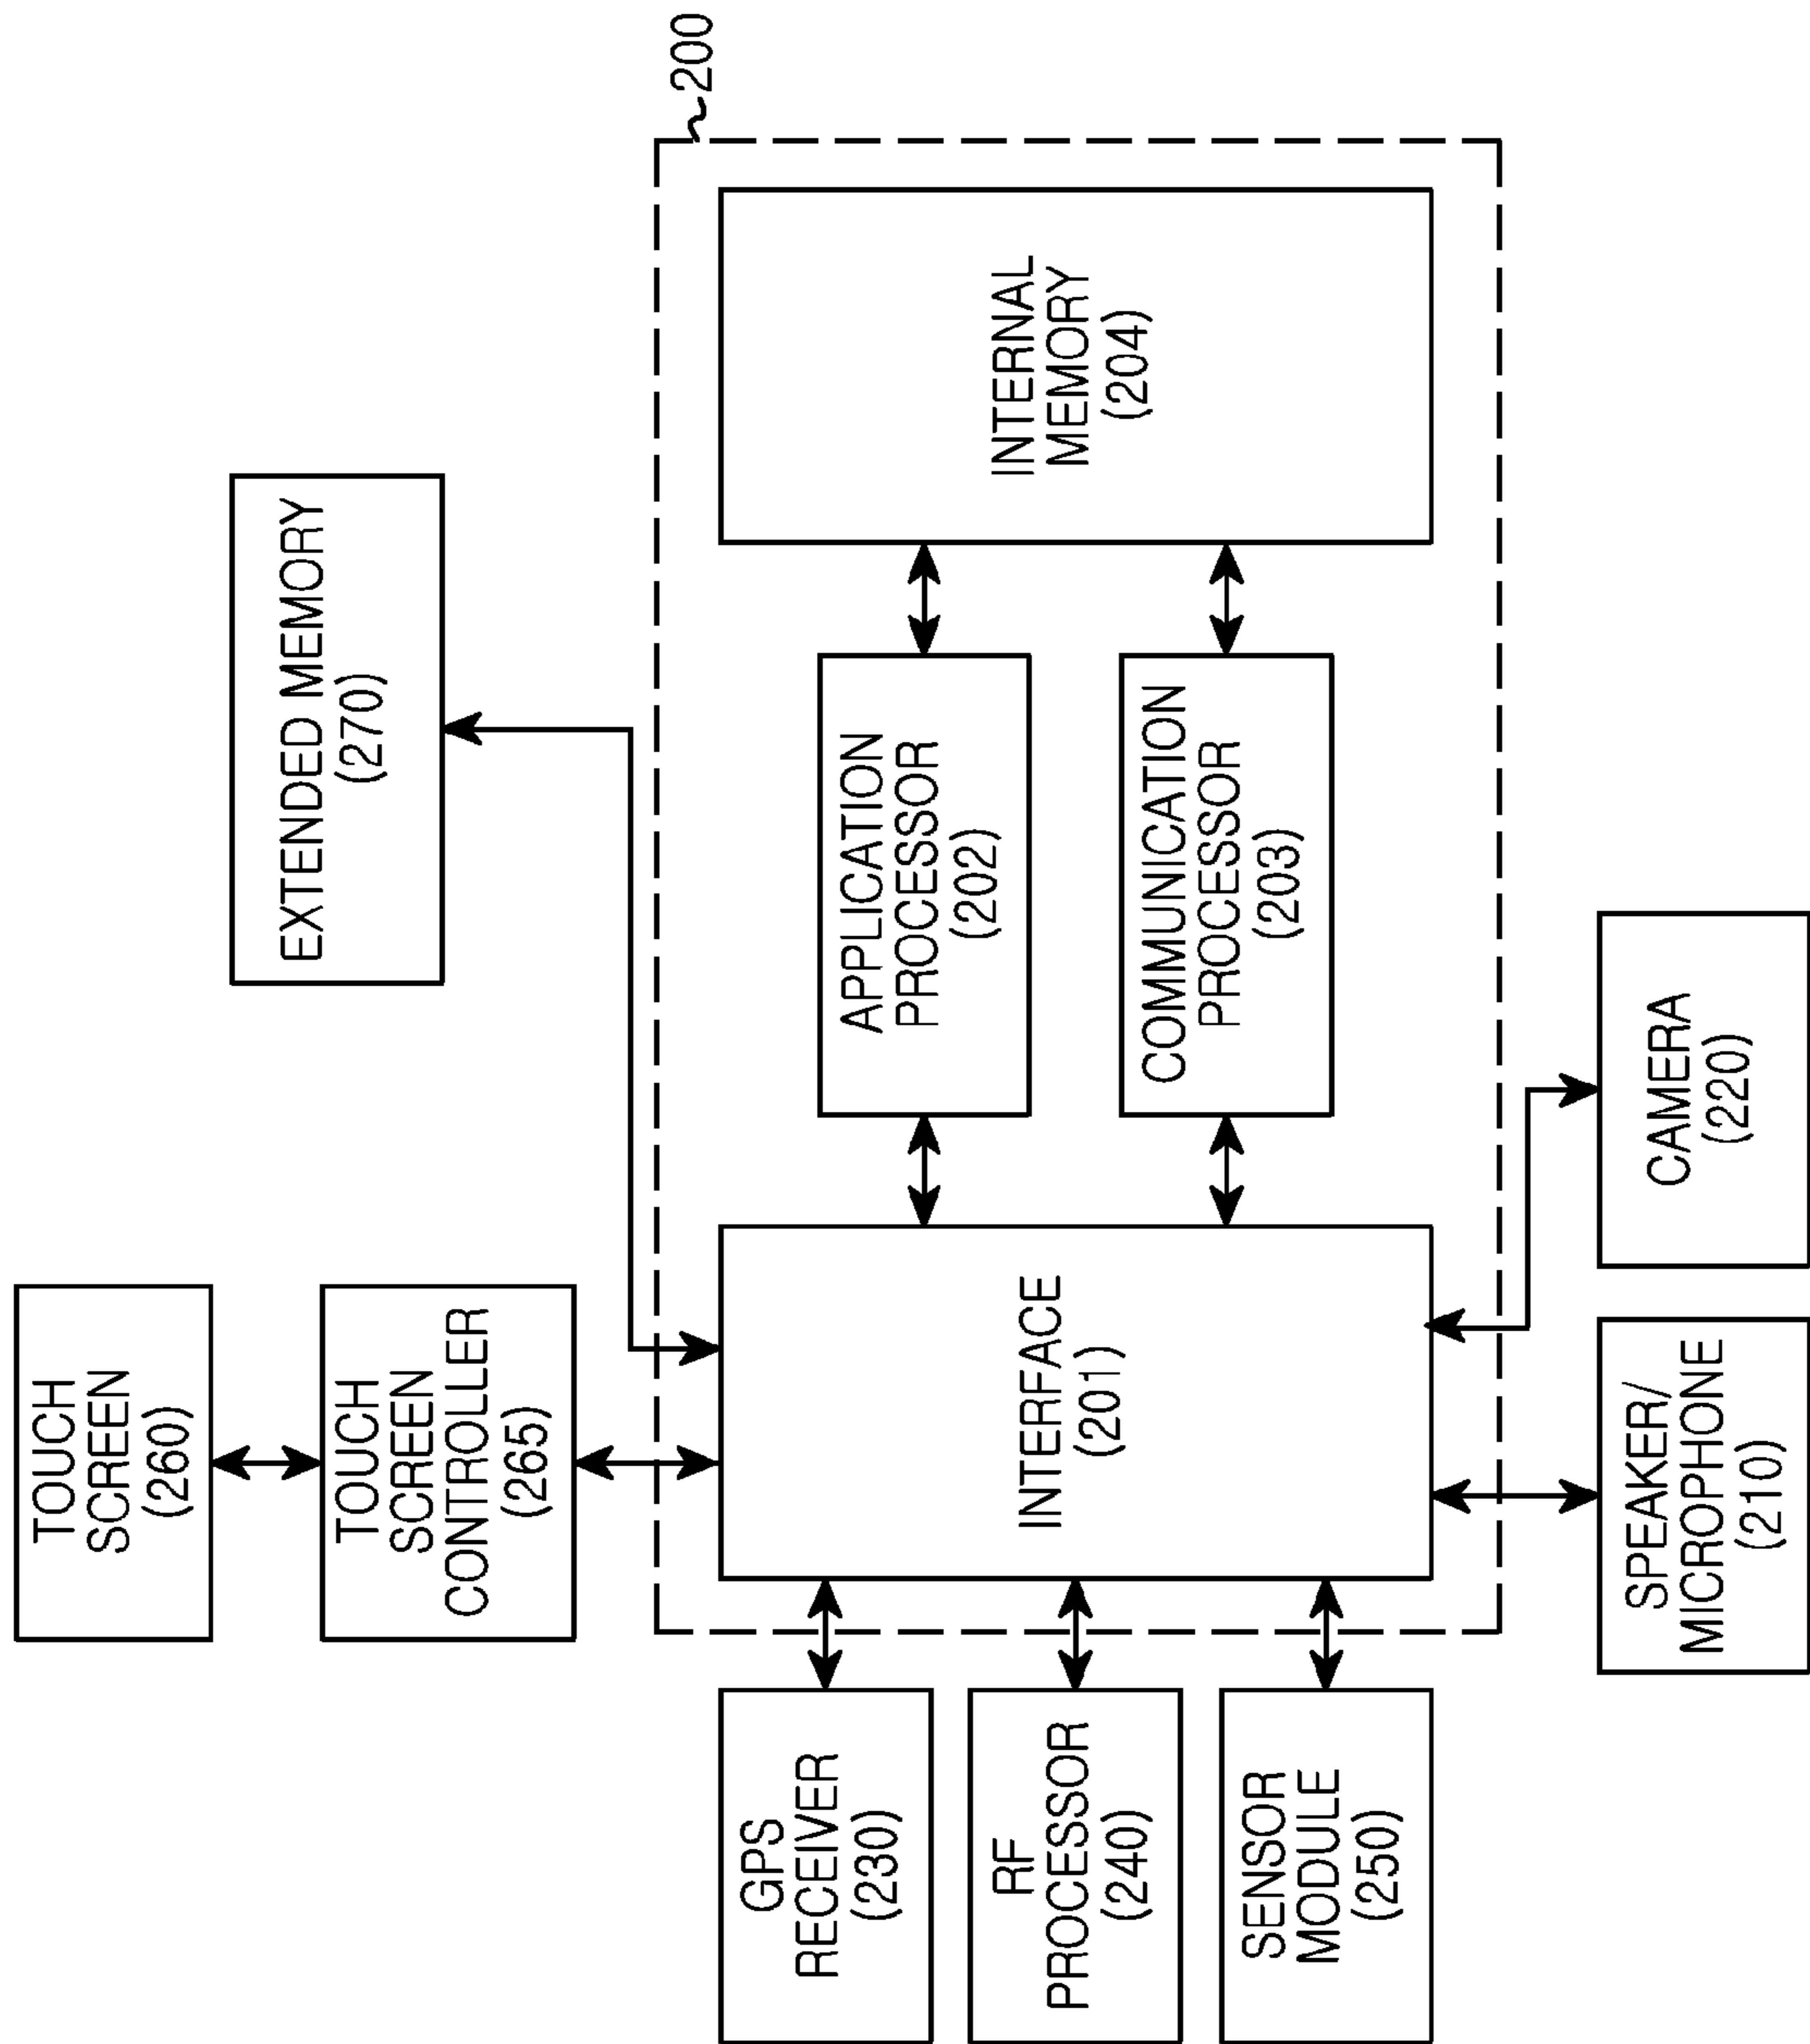 TOUCH
SCREEN
(260)
TOUCH
SCREEN
CONTROLLER
(265)
EXTENDED MEMORY
(270)
200
GPS
RECEIVER
(230)
RF
PROCESSOR
(240)
SENSOR
MODULE
(250)
INTERFACE
(201)
APPLICATION
PROCESSOR
(202)
COMMUNICATION
PROCESSOR
(203)
INTERNAL
MEMORY
(204)
SPEAKER/
MICROPHONE
(210)
CAMERA
(220)